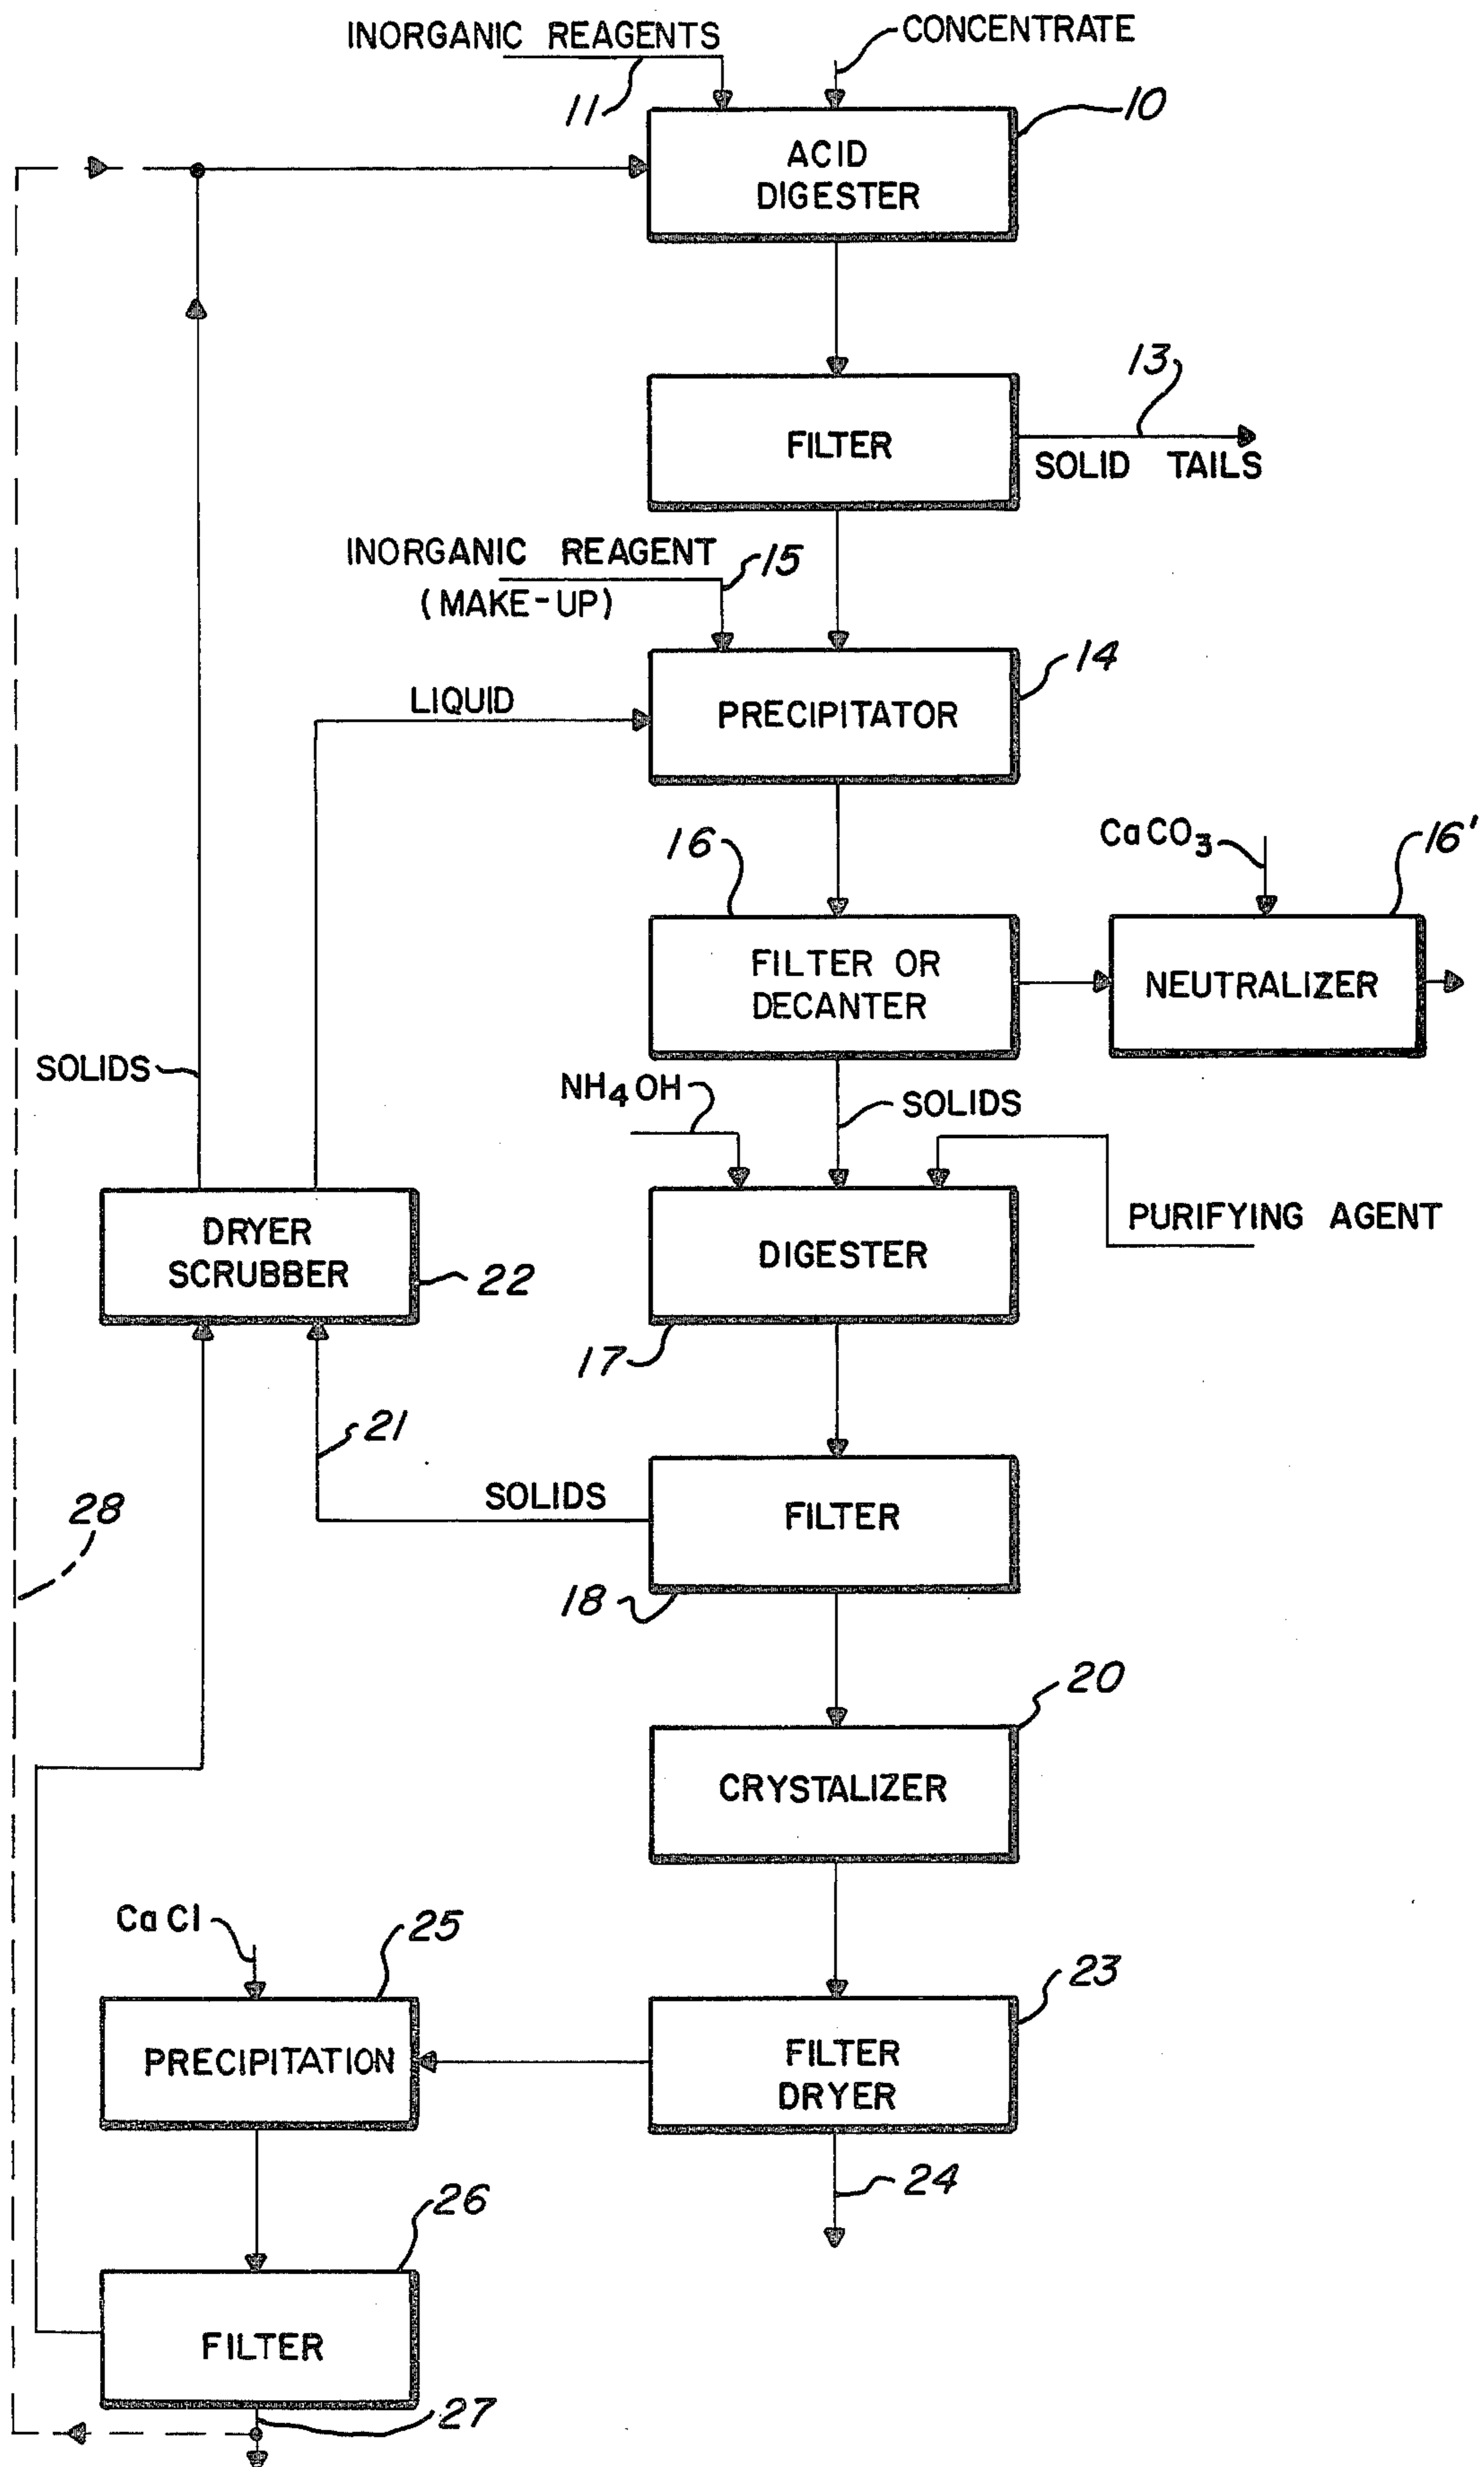 INORGANIC REAGENTS
CONCENTRATE
11
10
ACID
DIGESTER
13
FILTER
SOLID TAILS
INORGANIC REAGENT
15
(MAKE-UP)
14
LIQUID
PRECIPITATOR
16
CaCO3
16'
FILTER OR
DECANTER
NEUTRALIZER
SOLIDS
NH4OH
SOLIDS
PURIFYING AGENT
DRYER
SCRUBBER
22
DIGESTER
17
21
SOLIDS
28
FILTER
18
20
CRYSTALIZER
CaCl
25
23
PRECIPITATION
FILTER
DRYER
24
26
FILTER
27